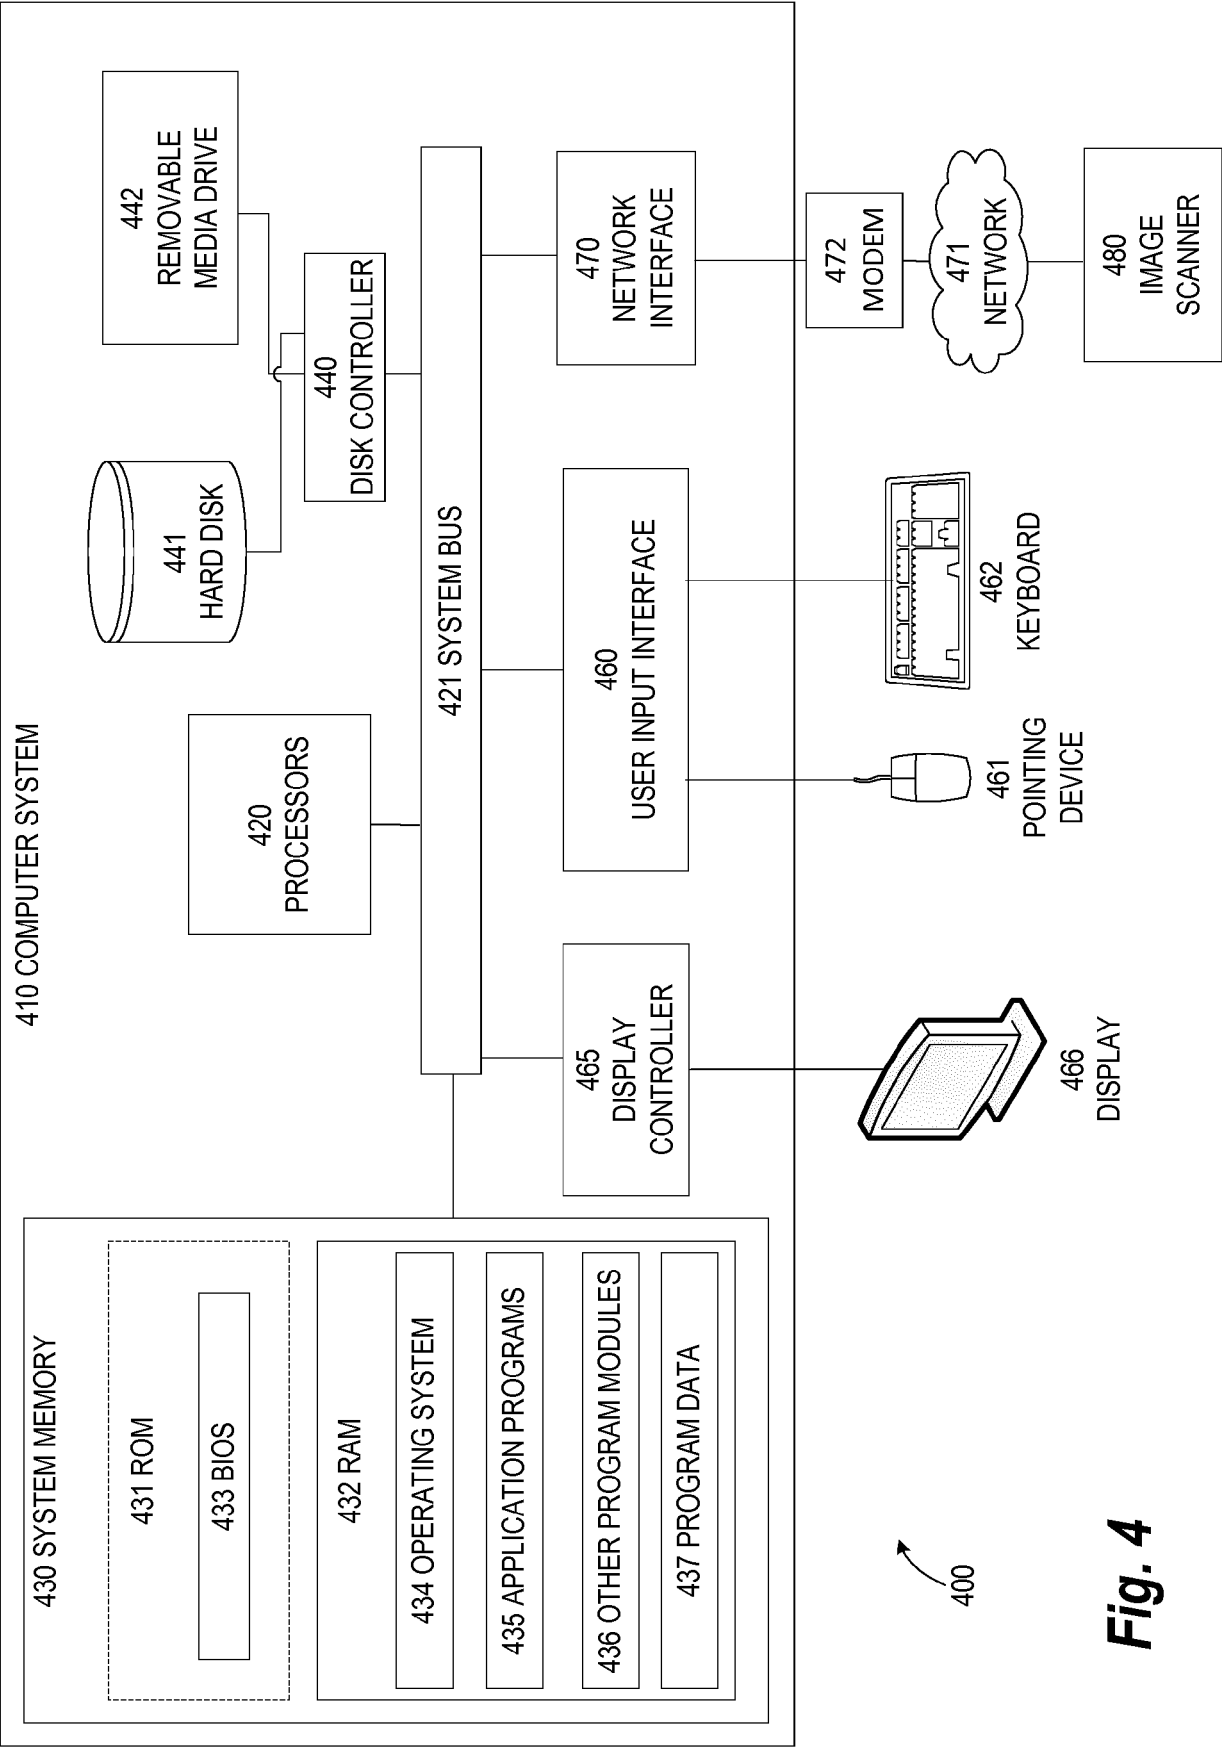 410 COMPUTER SYSTEM
430 SYSTEM MEMORY
431 ROM
433 BIOS
432 RAM
434 OPERATING SYSTEM
435 APPLICATION PROGRAMS
436 OTHER PROGRAM MODULES
437 PROGRAM DATA
420
PROCESSORS
441
HARD DISK
442
REMOVABLE
MEDIA DRIVE
440
DISK CONTROLLER
421 SYSTEM BUS
465
DISPLAY
CONTROLLER
460
USER INPUT INTERFACE
470
NETWORK
INTERFACE
472
MODEM
471
NETWORK
480
IMAGE
SCANNER
466
DISPLAY
461
POINTING
DEVICE
462
KEYBOARD
400
Fig. 4